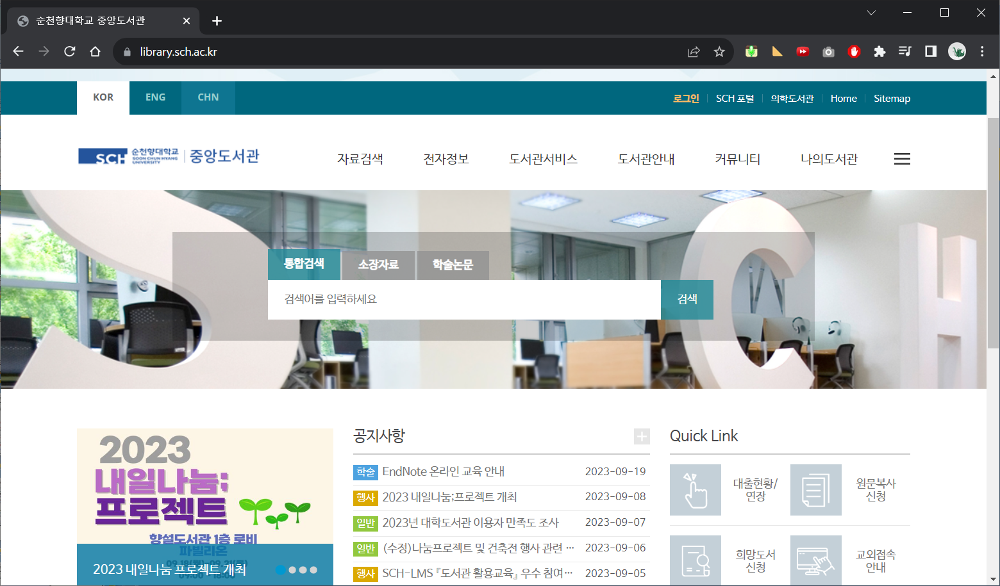 순천향대학교 중앙도서관
library.sch.ac.kr
KOR ENG CHN
로그인 SCH 포털 의학도서관 Home Sitemap
SCH 순천향대학교 SOON CHUN HYANG UNIVERSITY 중앙도서관
자료검색 전자정보 도서관서비스 도서관안내 커뮤니티 나의도서관
S C H
통합검색 소장자료 학술논문
검색어를 입력하세요 검색
2023
내일나눔;
프로젝트
향설도서관 1층 로비
파빌리온
09.18(월)-09.21(목)
09:00 - 18:00
2023 내일나눔 프로젝트 개최
공지사항
학술 EndNote 온라인 교육 안내 2023-09-19
행사 2023 내일나눔;프로젝트 개최 2023-09-08
일반 2023년 대학도서관 이용자 만족도 조사 2023-09-07
일반 (수정)나눔프로젝트 및 건축전 행사 관련 … 2023-09-06
행사 SCH-LMS『도서관 활용교육』 우수 참여… 2023-09-05
Quick Link
대출현황/
연장
원문복사
신청
희망도서
신청
교외접속
안내